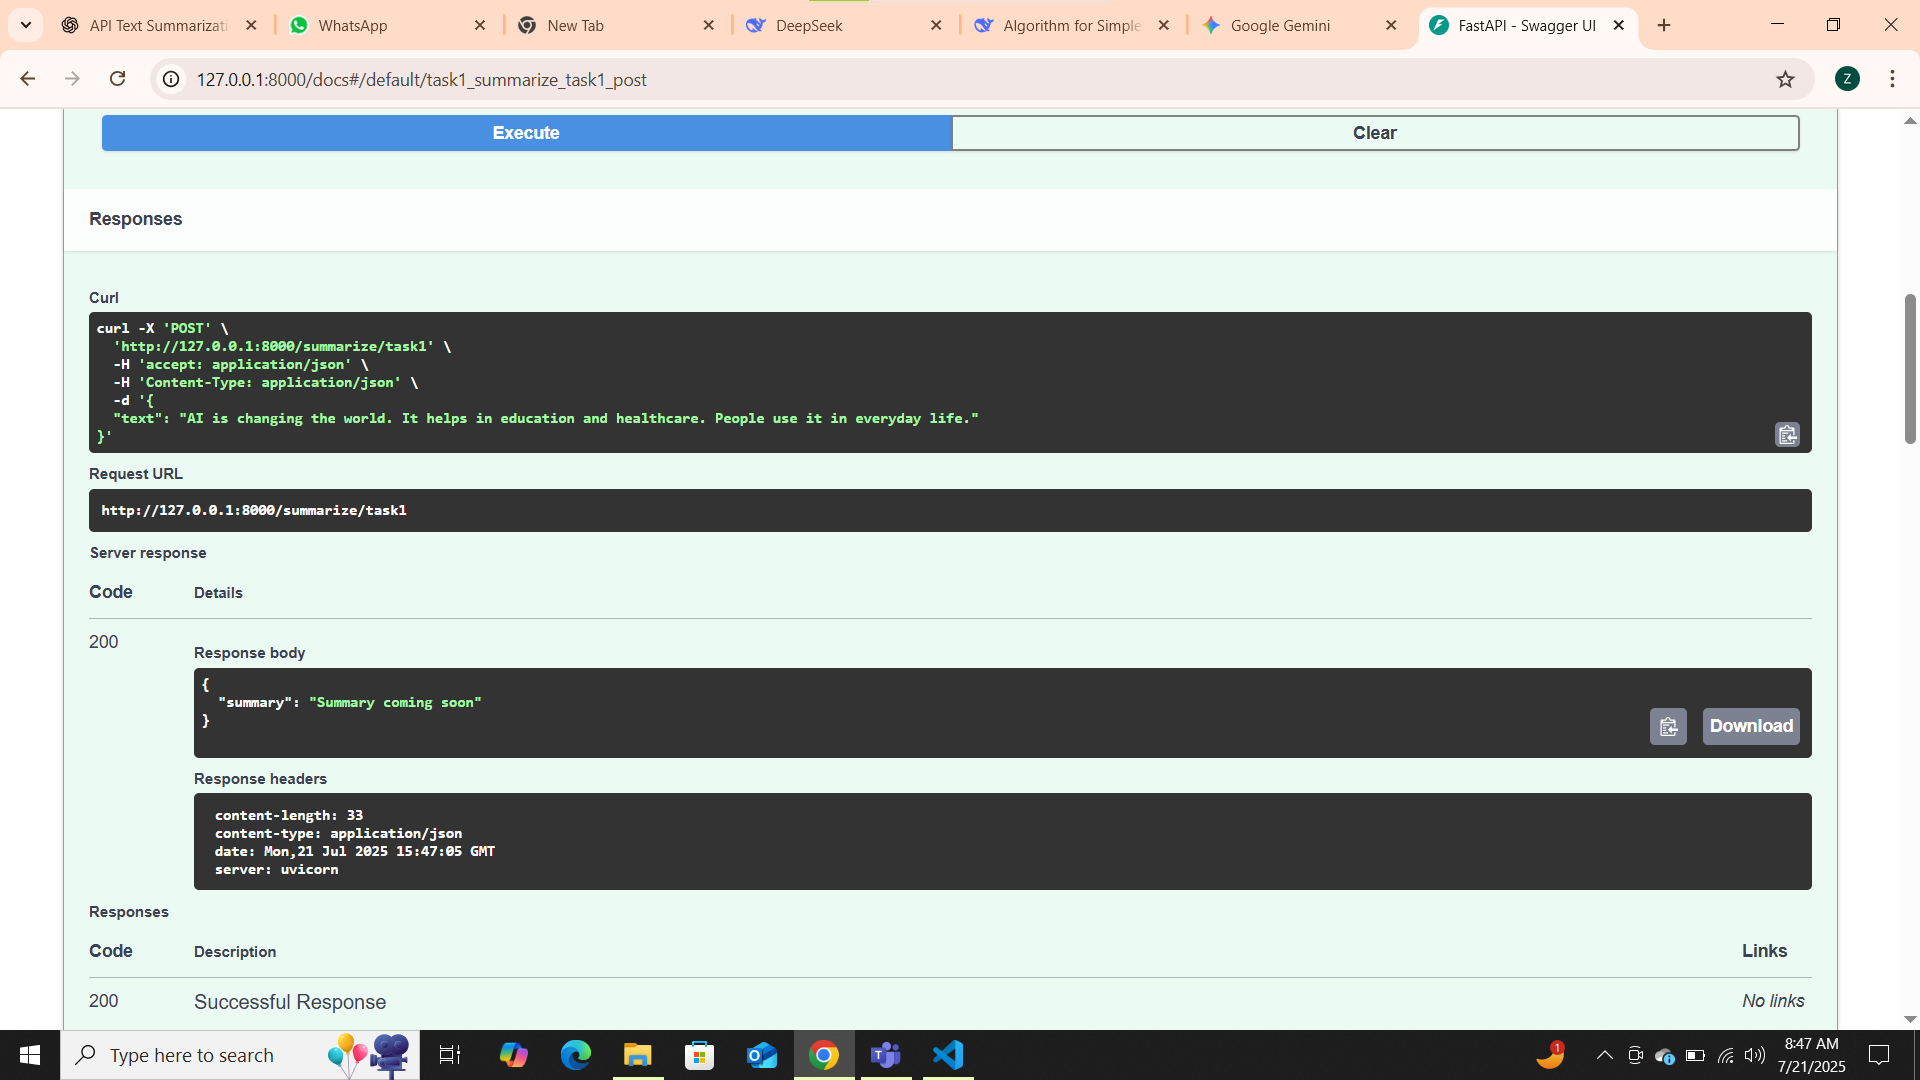 API Text Summarizati
WhatsApp
New Tab
DeepSeek
Algorithm for Simple
Google Gemini
FastAPI - Swagger UI
127.0.0.1:8000/docs#/default/task1_summarize_task1_post
Z
Execute
Clear
Responses
Curl
curl -X 'POST' \
'http://127.0.0.1:8000/summarize/task1' \
-H 'accept: application/json' \
-H 'Content-Type: application/json' \
-d '{
"text": "AI is changing the world. It helps in education and healthcare. People use it in everyday life."
}'
Request URL
http://127.0.0.1:8000/summarize/task1
Server response
Code
Details
200
Response body
{
"summary": "Summary coming soon"
}
Download
Response headers
content-length: 33
content-type: application/json
date: Mon,21 Jul 2025 15:47:05 GMT
server: uvicorn
Responses
Code
Description
Links
200
Successful Response
No links
Type here to search
1
8:47 AM
7/21/2025